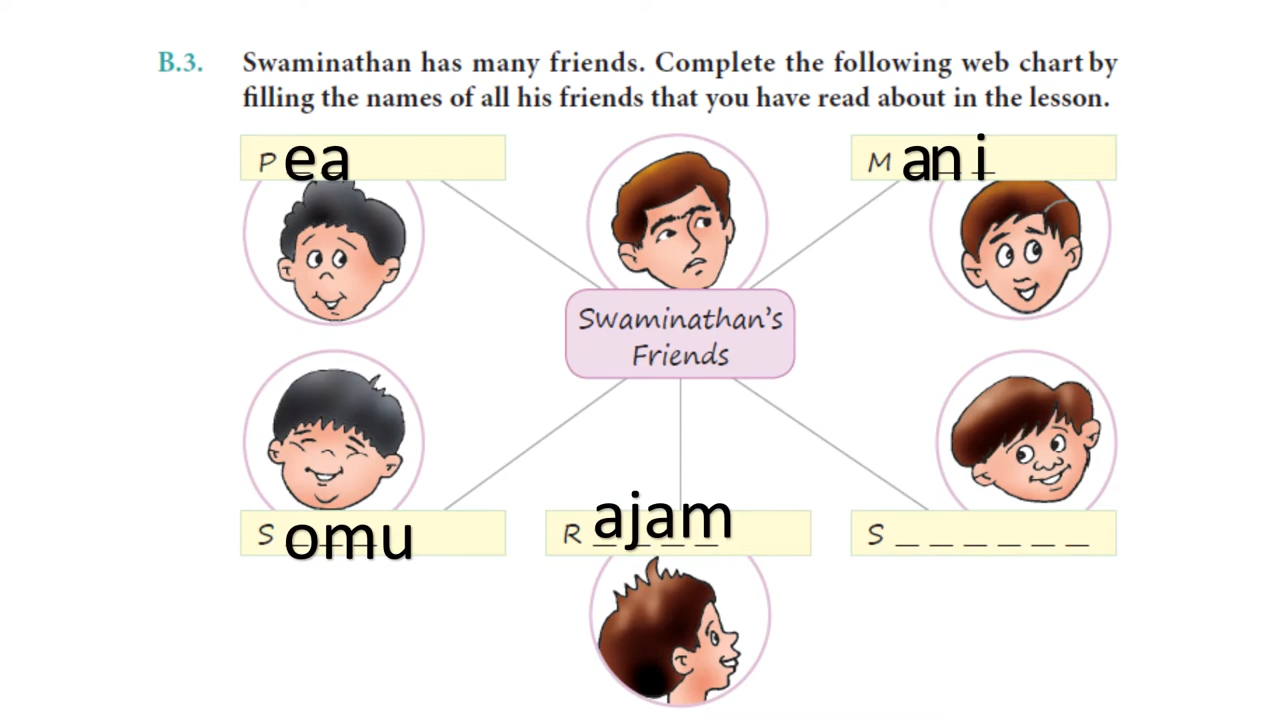 B.3. Swaminathan has many friends. Complete the following web chart by
filling the names of all his friends that you have read about in the lesson.
P ea
M ani
Swaminathan's
Friends
S omu
R ajam
S _ _ _ _ _ _